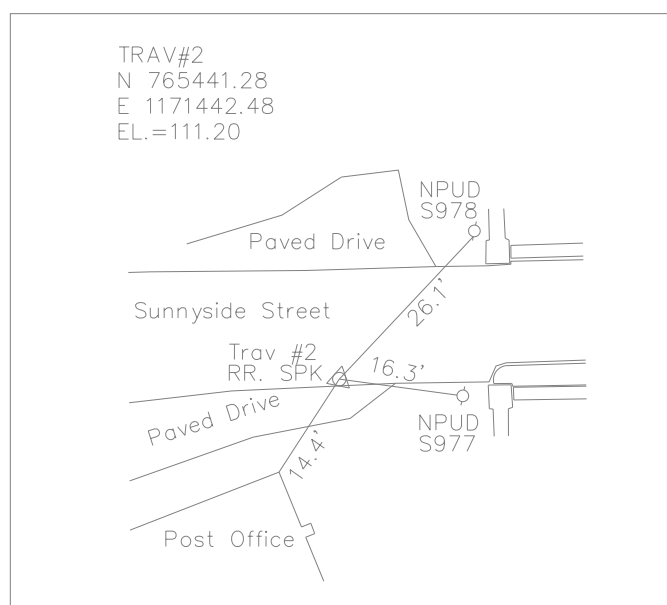 TRAV#2
N 765441.28
E 1171442.48
EL.=111.20
NPUD
S978
Paved Drive
26.1'
Sunnyside Street
Trav #2
RR. SPK
16.3'
Paved Drive
NPUD
S977
14.4'
Post Office